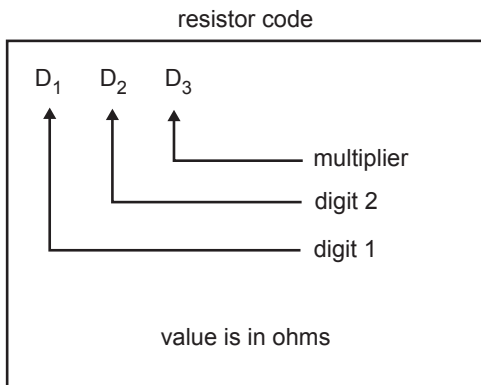 resistor code
D₁ D₂ D₃
multiplier
digit 2
digit 1
value is in ohms